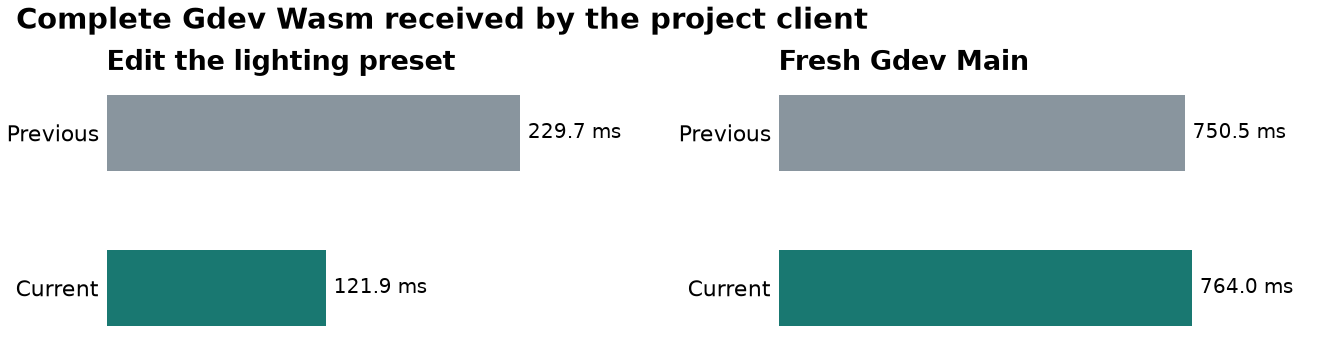 Complete Gdev Wasm received by the project client
Edit the lighting preset
Previous 229.7 ms
Current 121.9 ms
Fresh Gdev Main
Previous 750.5 ms
Current 764.0 ms